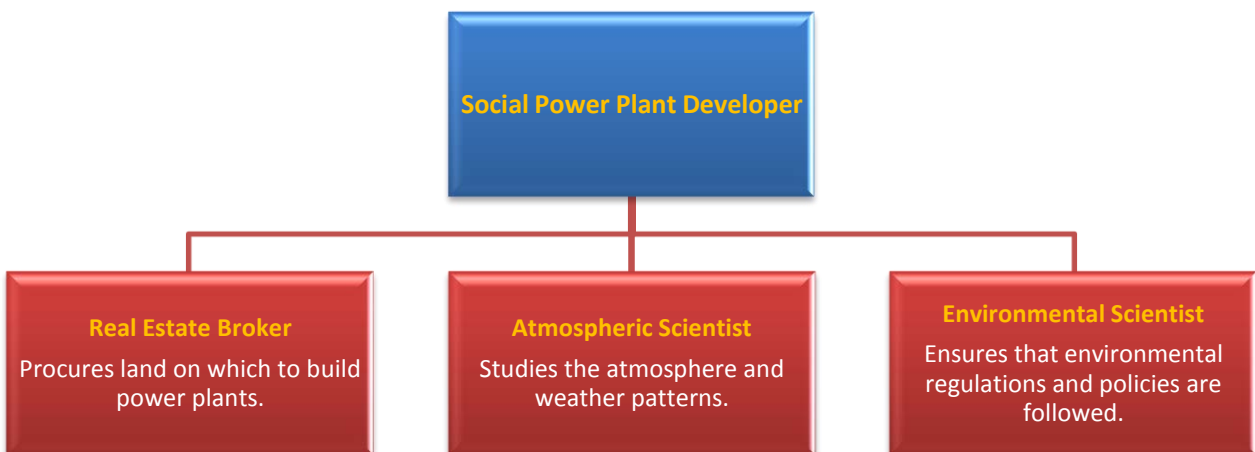 Social Power Plant Developer
Real Estate Broker
Procures land on which to build
power plants.
Atmospheric Scientist
Studies the atmosphere and
weather patterns.
Environmental Scientist
Ensures that environmental
regulations and policies are
followed.